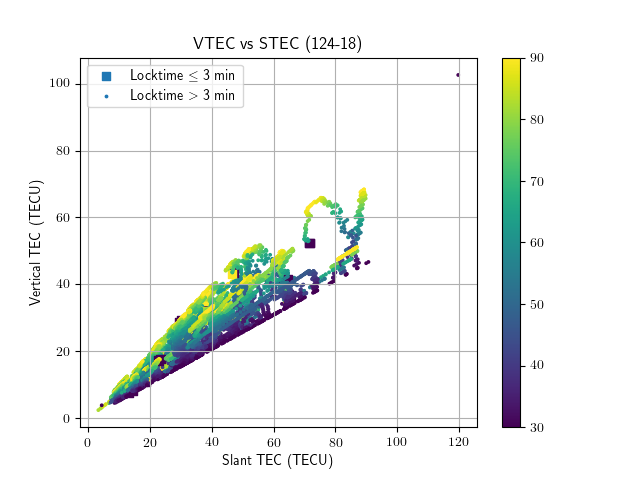 VTEC vs STEC (124-18)
Locktime ≤ 3 min
Locktime > 3 min
Vertical TEC (TECU)
100
80
60
40
20
0
0 20 40 60 80 100 120
Slant TEC (TECU)
90
80
70
60
50
40
30